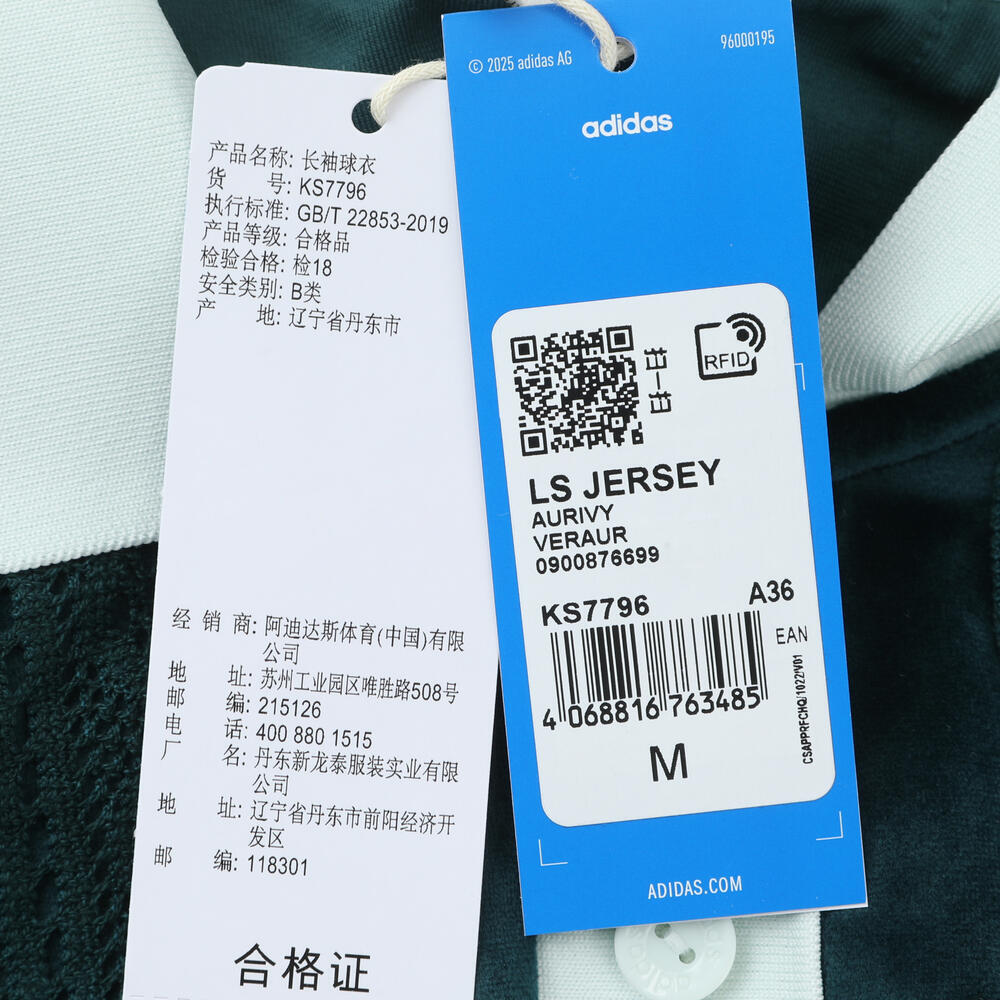 产品名称: 长袖球衣
货 号: KS7796
执行标准: GB/T 22853-2019
产品等级: 合格品
检验合格: 检18
安全类别: B类
产 地: 辽宁省丹东市
经 销 商: 阿迪达斯体育(中国)有限
公司
地 址: 苏州工业园区唯胜路508号
邮 编: 215126
电 话: 400 880 1515
厂 名: 丹东新龙泰服装实业有限
公司
地 址: 辽宁省丹东市前阳经济开
发区
邮 编: 118301
合格证
© 2025 adidas AG
96000195
adidas
RFID
LS JERSEY
AURIVY
VERAUR
0900876699
KS7796
A36
EAN
4 068816 763485
CSAPPRFCHQ/1022/V01
M
ADIDAS.COM
adidas